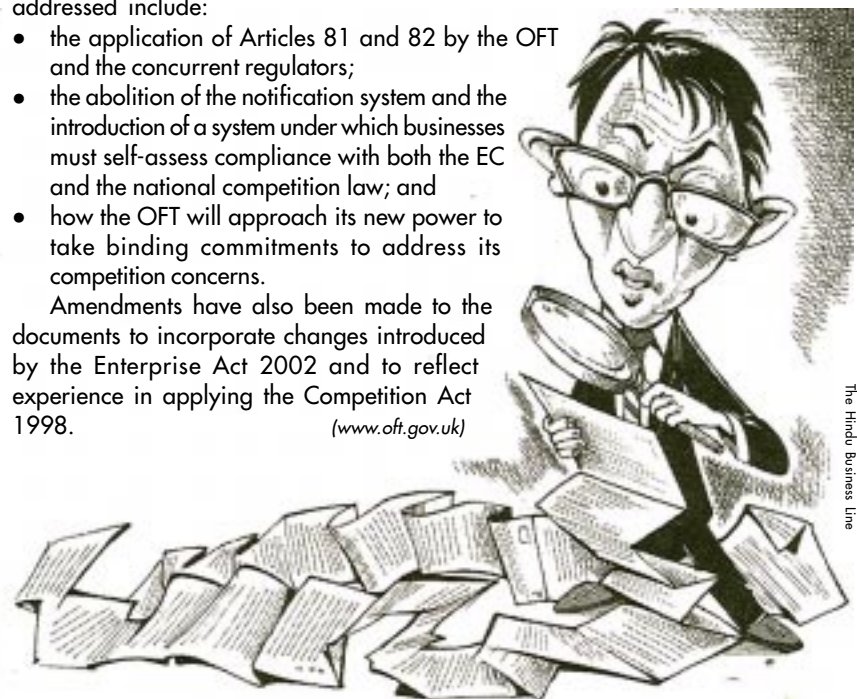 addressed include:
● the application of Articles 81 and 82 by the OFT
and the concurrent regulators;
● the abolition of the notification system and the
introduction of a system under which businesses
must self-assess compliance with both the EC
and the national competition law; and
● how the OFT will approach its new power to
take binding commitments to address its
competition concerns.
Amendments have also been made to the
documents to incorporate changes introduced
by the Enterprise Act 2002 and to reflect
experience in applying the Competition Act
1998. (www.oft.gov.uk)
The Hindu Business Line